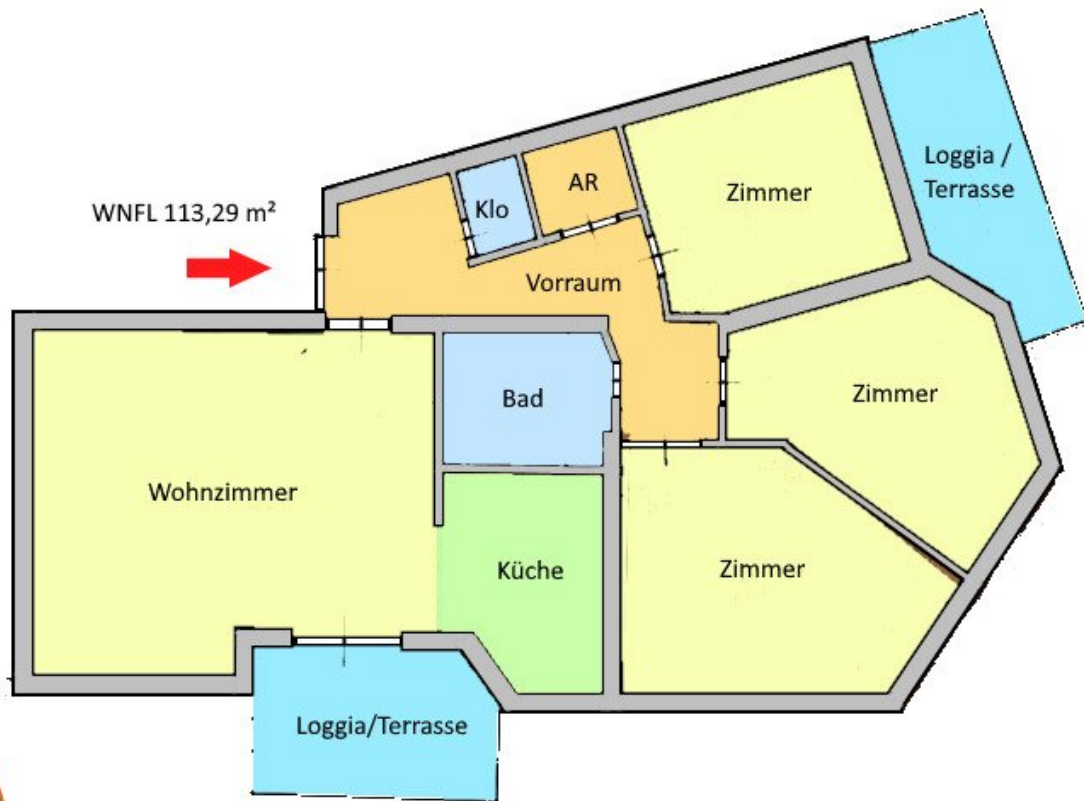 Loggia /
Terrasse
Zimmer
AR
Klo
WNFL 113,29 m²
Vorraum
Zimmer
Bad
Wohnzimmer
Küche
Zimmer
Loggia/Terrasse